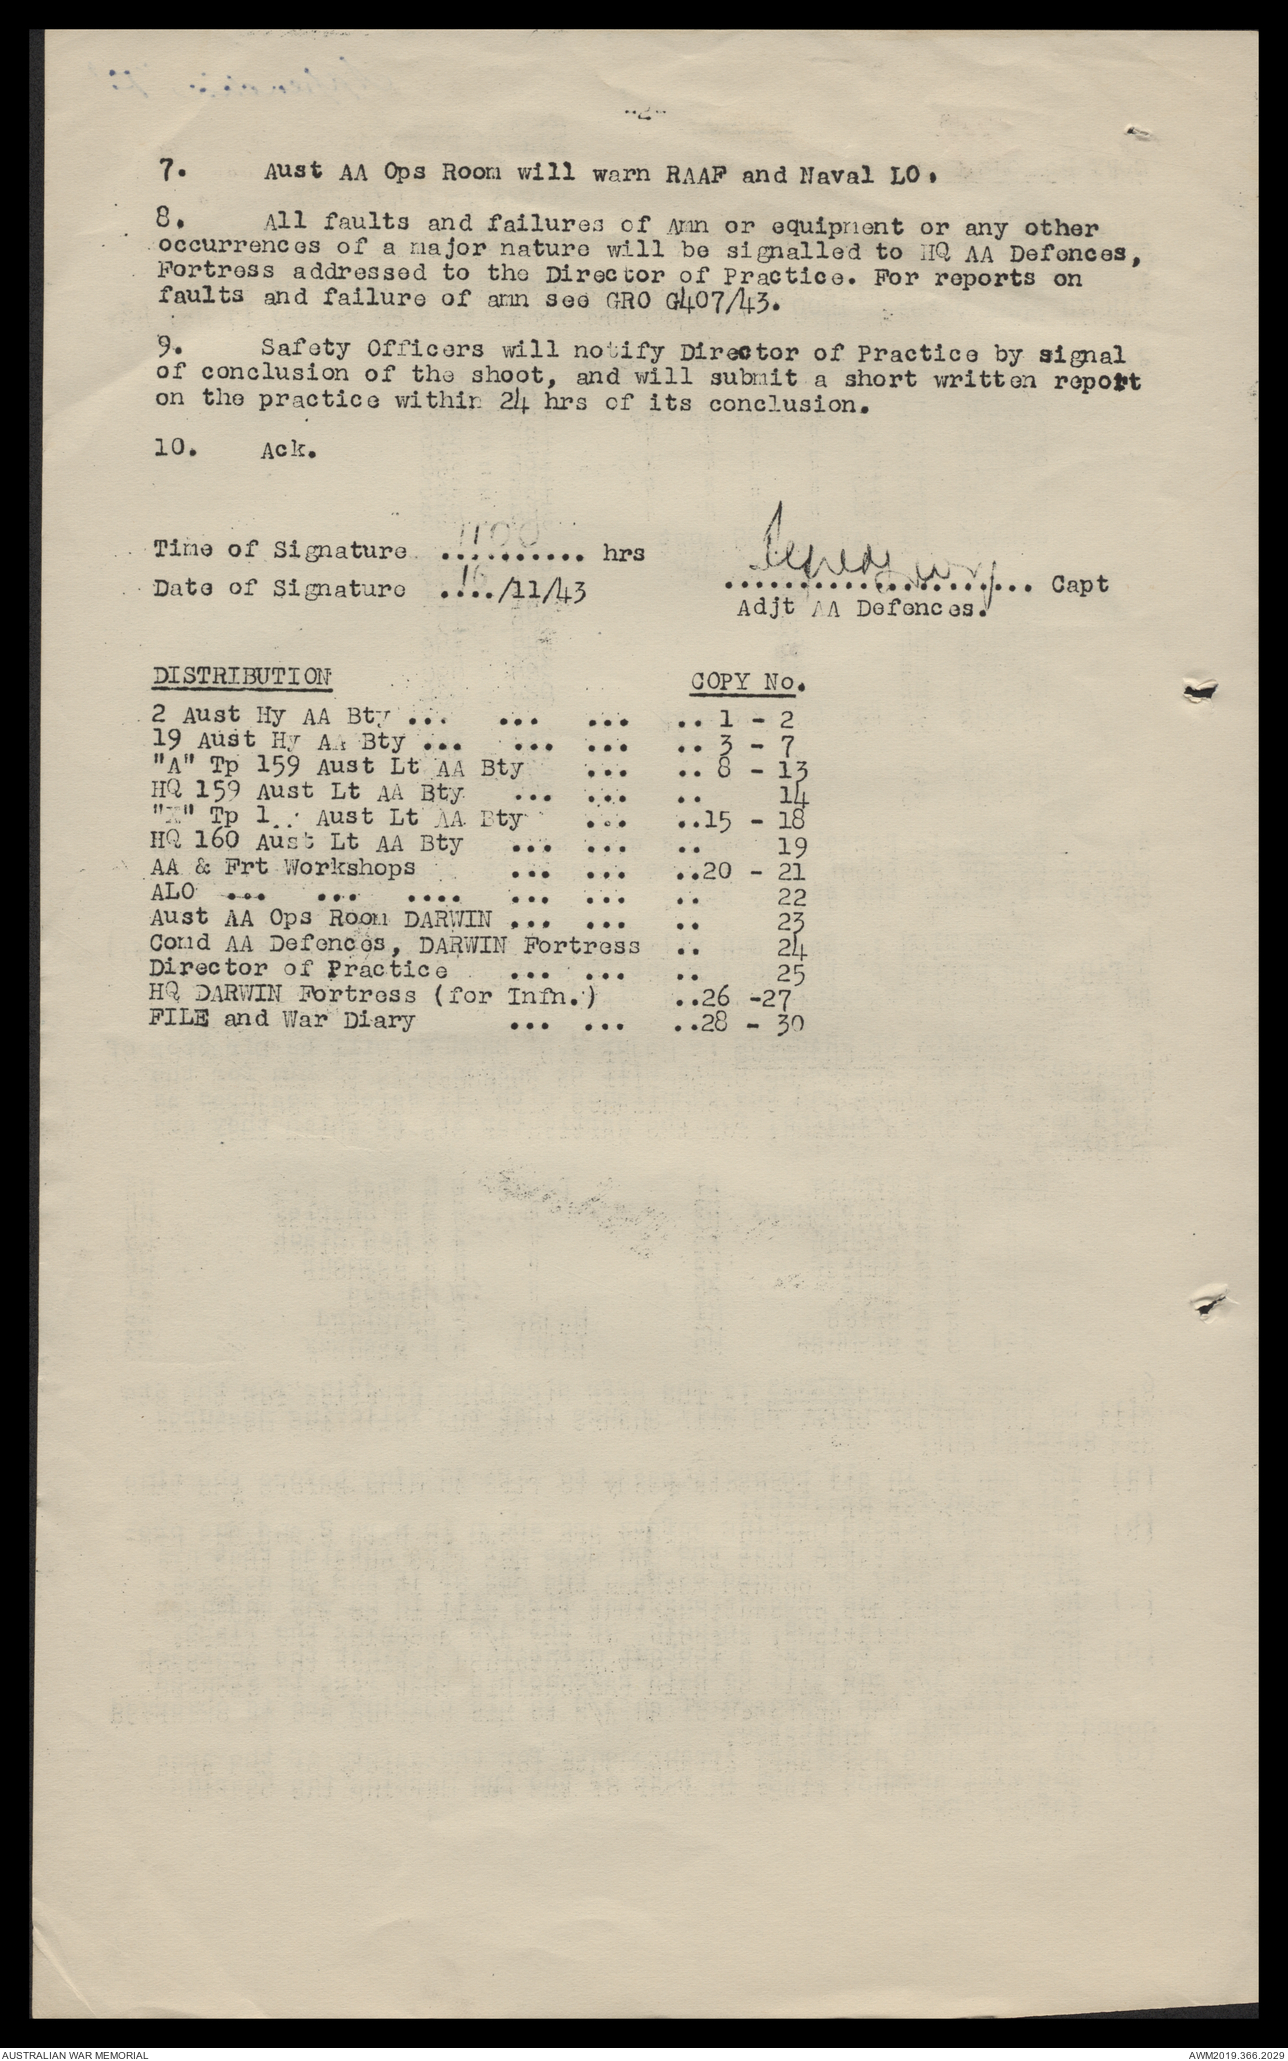 -2-
7. Aust AA Ops Room will warn RAAF and Naval LO.
8. All faults and failures of Amn or equipment or any other
occurrences of a major nature will be signalled to HQ AA Defences,
Fortress addressed to the Director of Practice. For reports on
faults and failure of amn see GRO G407/43.
9. Safety Officers will notify Director of Practice by signal
of conclusion of the shoot, and will submit a short written report
on the practice within 24 hrs of its conclusion.
10. Ack.
Time of Signature 1100 hrs
Date of Signature 16/11/43 .......................... Capt
Adjt AA Defences.
DISTRIBUTION COPY No.
2 Aust Hy AA Bty ... ... ... .. 1 - 2
19 Aust Hy AA Bty ... ... ... .. 3 - 7
"A" Tp 159 Aust Lt AA Bty ... .. 8 - 13
HQ 159 Aust Lt AA Bty ... ... .. 14
Tp Aust Lt AA Bty ... ..15 - 18
HQ 160 Aust Lt AA Bty ... ... .. 19
AA & Frt Workshops ... ... ..20 - 21
ALO ... ... .... ... ... .. 22
Aust AA Ops Room DARWIN ... ... .. 23
Comd AA Defences, DARWIN Fortress .. 24
Director of Practice ... ... .. 25
HQ DARWIN Fortress (for Infn.) ..26 -27
FILE and War Diary ... ... ..28 - 30
AUSTRALIAN WAR MEMORIAL AWM2019.366.2029